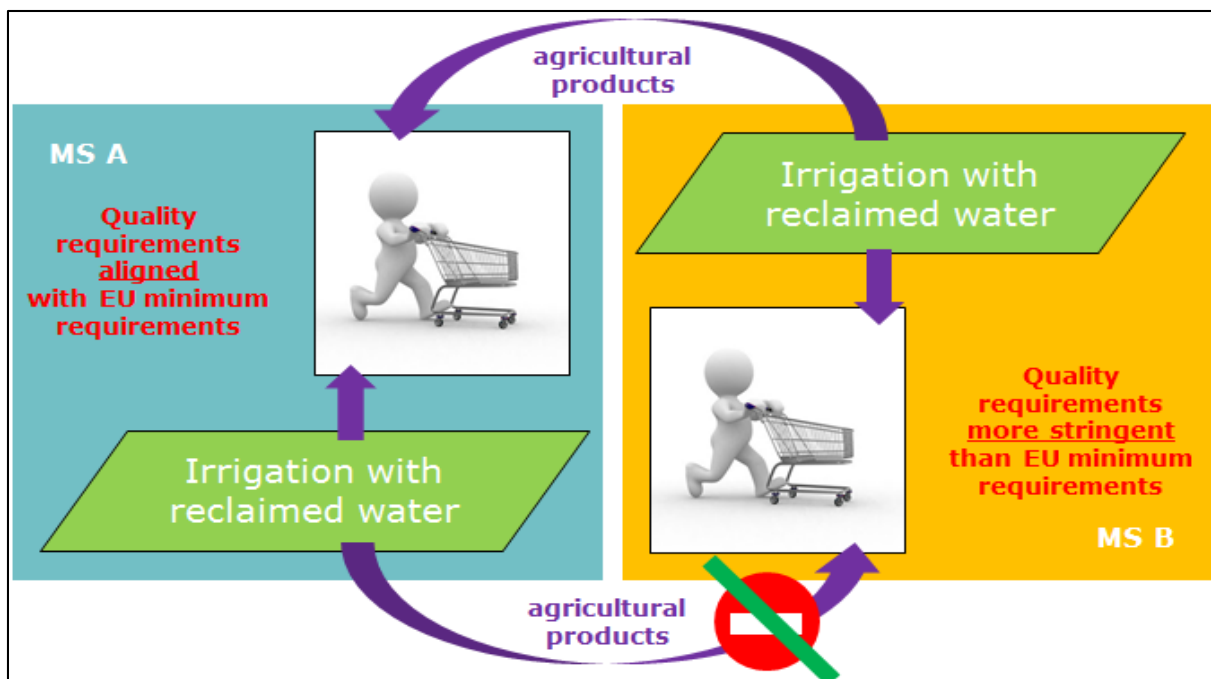 agricultural
products
MS A
Quality
requirements
aligned
with EU minimum
requirements
Irrigation with
reclaimed water
Irrigation with
reclaimed water
Quality
requirements
more stringent
than EU minimum
requirements
MS B
agricultural
products